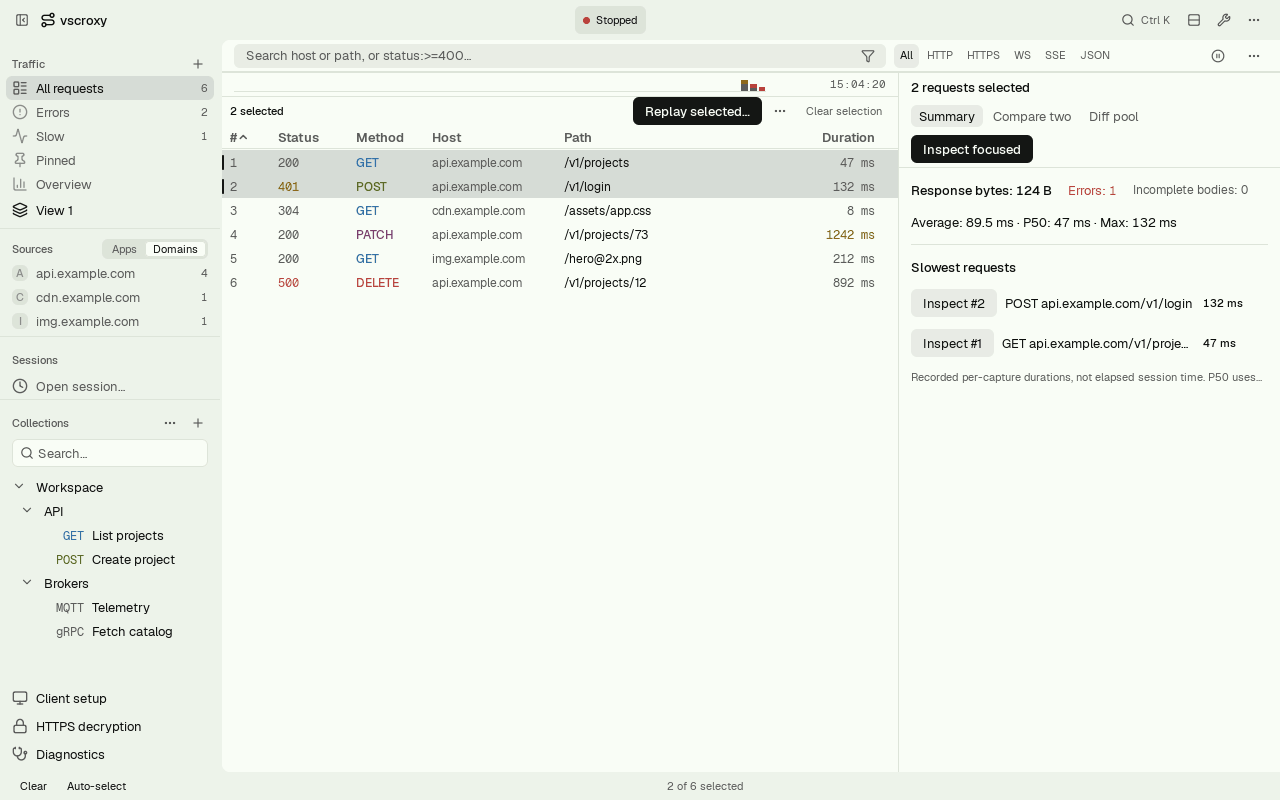 vscroxy
Stopped
Ctrl K
Traffic
All requests 6
Errors 2
Slow 1
Pinned
Overview
View 1
Sources Apps Domains
A api.example.com 4
C cdn.example.com 1
I img.example.com 1
Sessions
Open session…
Collections
Search…
Workspace
API
GET List projects
POST Create project
Brokers
MQTT Telemetry
gRPC Fetch catalog
Client setup
HTTPS decryption
Diagnostics
Clear Auto-select
Search host or path, or status:>=400…
All HTTP HTTPS WS SSE JSON
15:04:20
2 selected Replay selected… Clear selection
# Status Method Host Path Duration
1 200 GET api.example.com /v1/projects 47 ms
2 401 POST api.example.com /v1/login 132 ms
3 304 GET cdn.example.com /assets/app.css 8 ms
4 200 PATCH api.example.com /v1/projects/73 1242 ms
5 200 GET img.example.com /hero@2x.png 212 ms
6 500 DELETE api.example.com /v1/projects/12 892 ms
2 requests selected
Summary Compare two Diff pool
Inspect focused
Response bytes: 124 B Errors: 1 Incomplete bodies: 0
Average: 89.5 ms · P50: 47 ms · Max: 132 ms
Slowest requests
Inspect #2 POST api.example.com/v1/login 132 ms
Inspect #1 GET api.example.com/v1/proje… 47 ms
Recorded per-capture durations, not elapsed session time. P50 uses…
2 of 6 selected